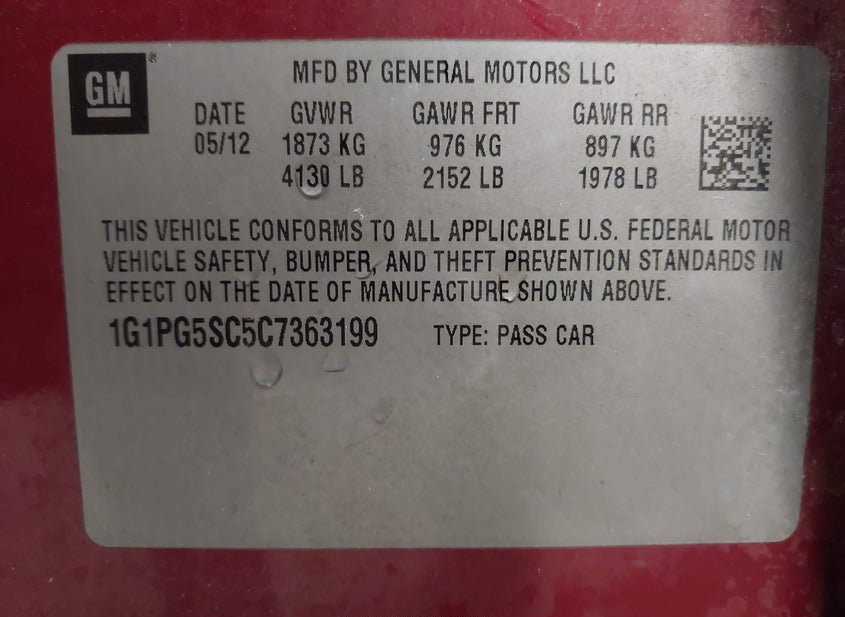 GM®
MFD BY GENERAL MOTORS LLC
DATE GVWR GAWR FRT GAWR RR
05/12 1873 KG 976 KG 897 KG
4130 LB 2152 LB 1978 LB
THIS VEHICLE CONFORMS TO ALL APPLICABLE U.S. FEDERAL MOTOR
VEHICLE SAFETY, BUMPER, AND THEFT PREVENTION STANDARDS IN
EFFECT ON THE DATE OF MANUFACTURE SHOWN ABOVE.
1G1PG5SC5C7363199 TYPE: PASS CAR